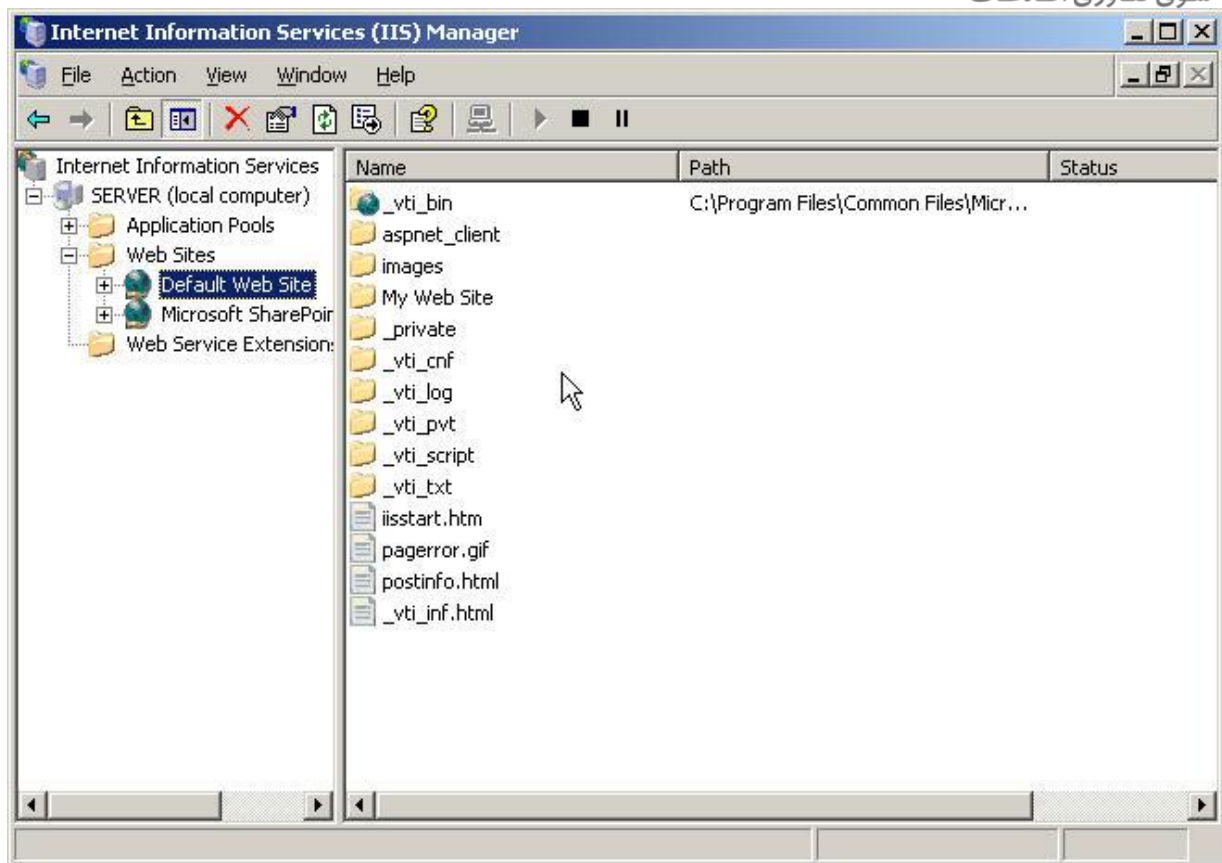 Internet Information Services (IIS) Manager
File Action View Window Help
Internet Information Services
SERVER (local computer)
Application Pools
Web Sites
Default Web Site
Microsoft SharePoir
Web Service Extension:
Name Path Status
_vti_bin C:\Program Files\Common Files\Micr...
aspnet_client
images
My Web Site
_private
_vti_cnf
_vti_log
_vti_pvt
_vti_script
_vti_txt
iisstart.htm
pagerror.gif
postinfo.html
_vti_inf.html